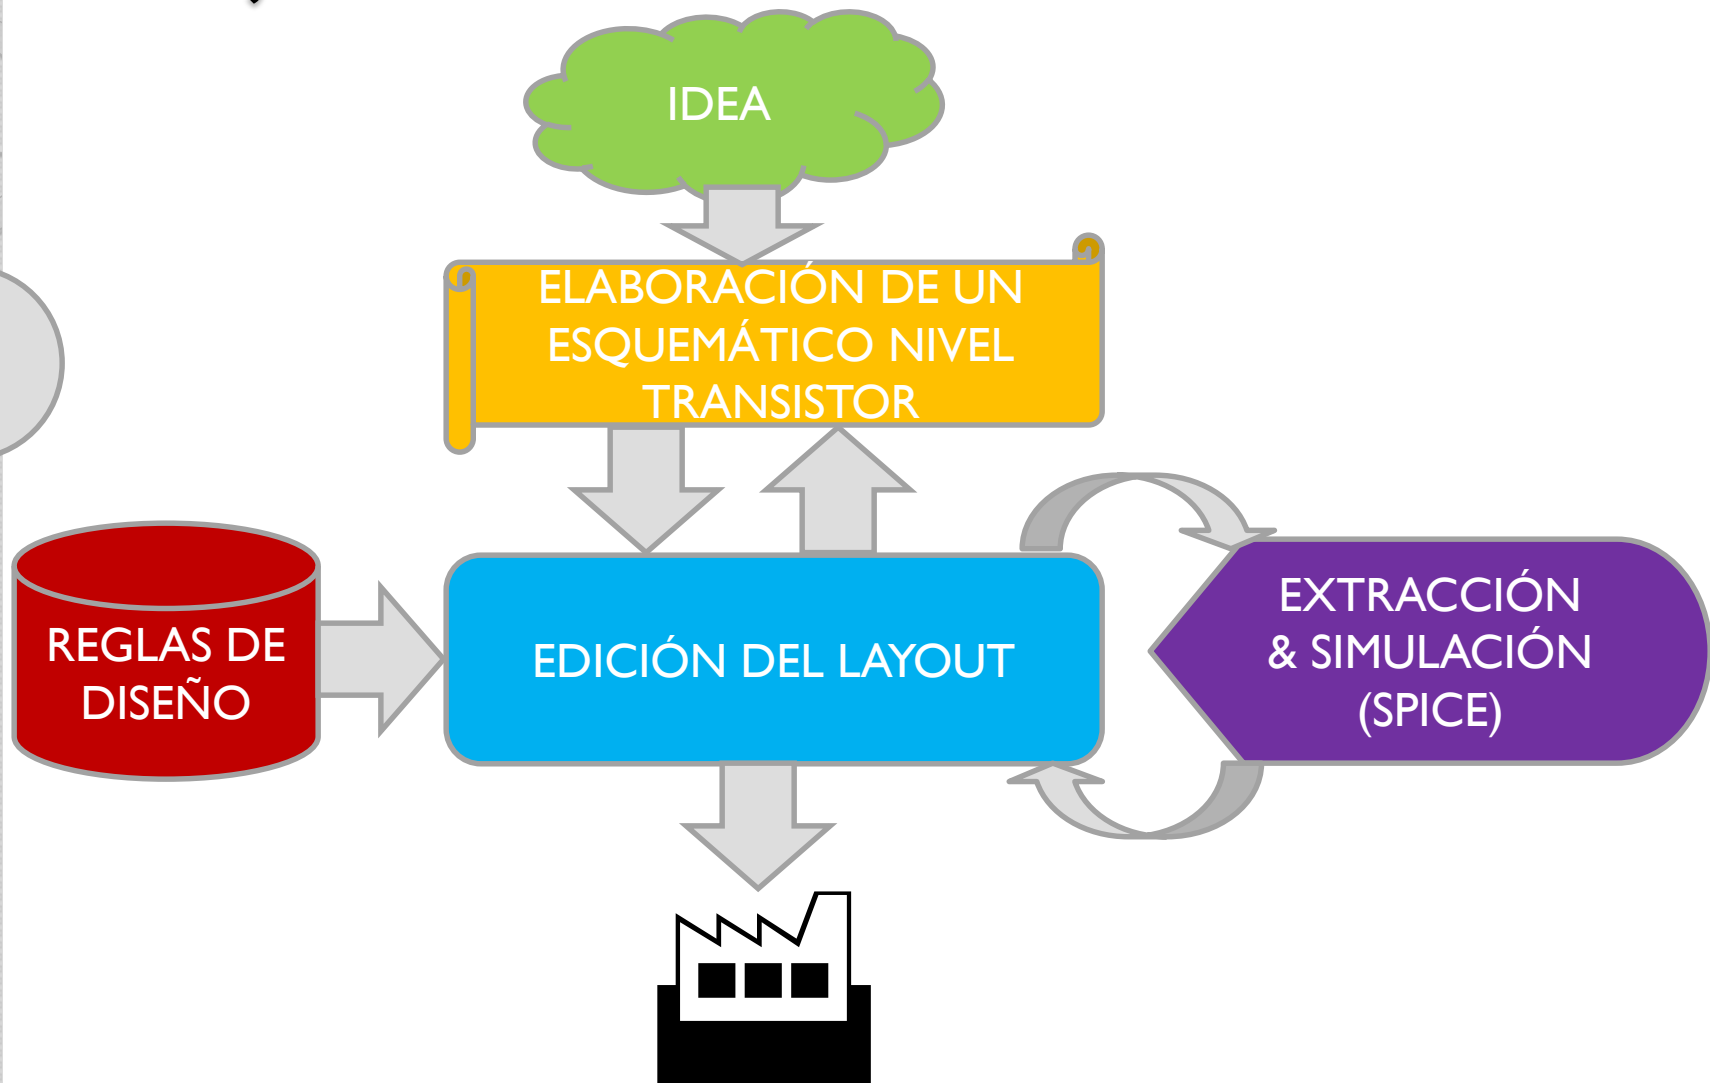 IDEA
ELABORACIÓN DE UN
ESQUEMÁTICO NIVEL
TRANSISTOR
REGLAS DE
DISEÑO
EDICIÓN DEL LAYOUT
EXTRACCIÓN
& SIMULACIÓN
(SPICE)